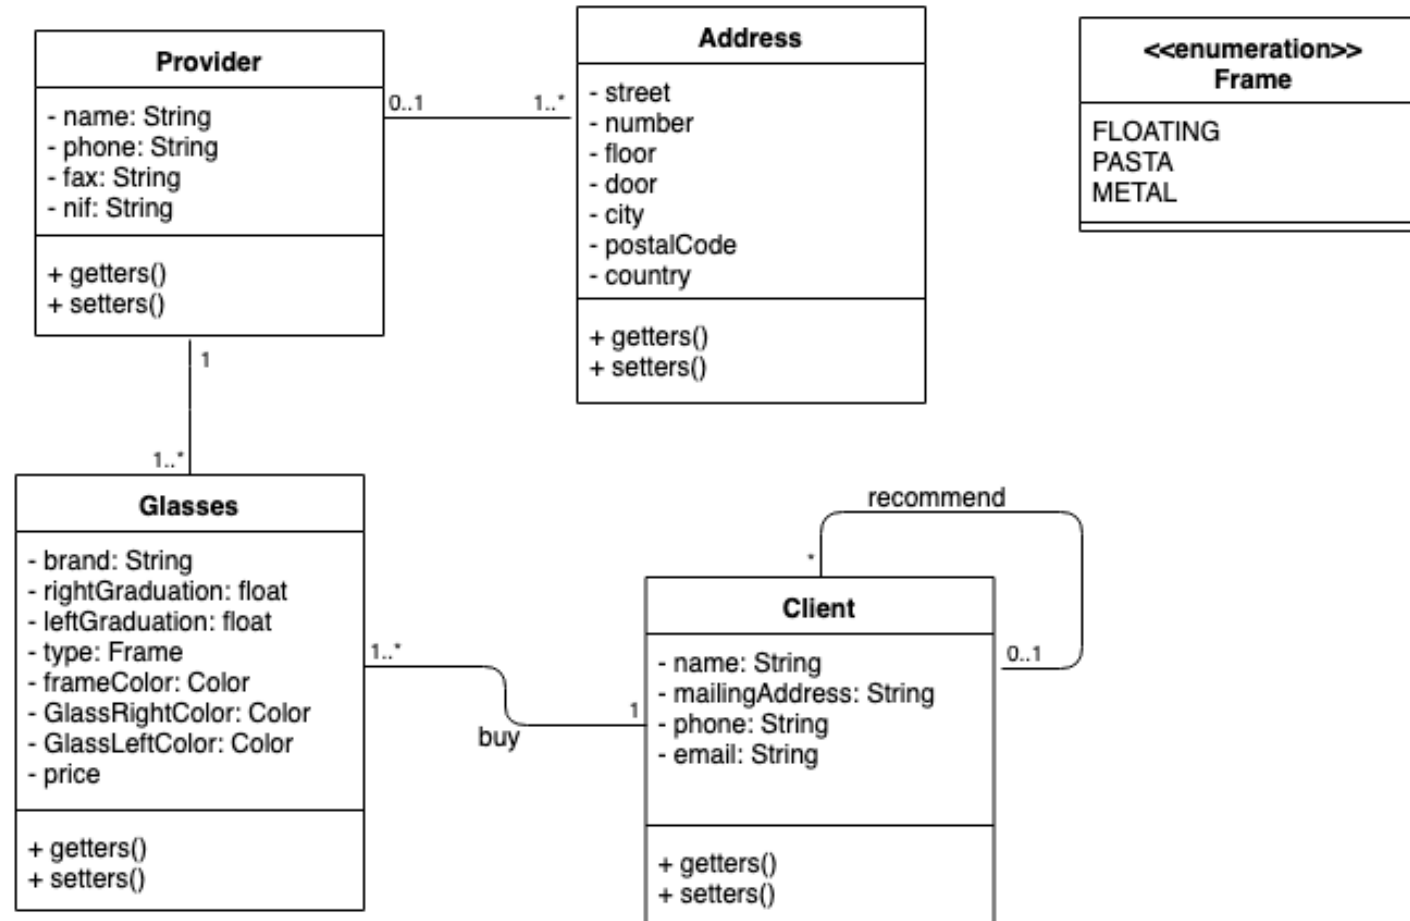 Provider
- name: String
- phone: String
- fax: String
- nif: String
+ getters()
+ setters()
0..1
1..*
Address
- street
- number
- floor
- door
- city
- postalCode
- country
+ getters()
+ setters()
<<enumeration>>
Frame
FLOATING
PASTA
METAL
1
1..*
Glasses
- brand: String
- rightGraduation: float
- leftGraduation: float
- type: Frame
- frameColor: Color
- GlassRightColor: Color
- GlassLeftColor: Color
- price
+ getters()
+ setters()
1..*
buy
1
recommend
*
0..1
Client
- name: String
- mailingAddress: String
- phone: String
- email: String
+ getters()
+ setters()